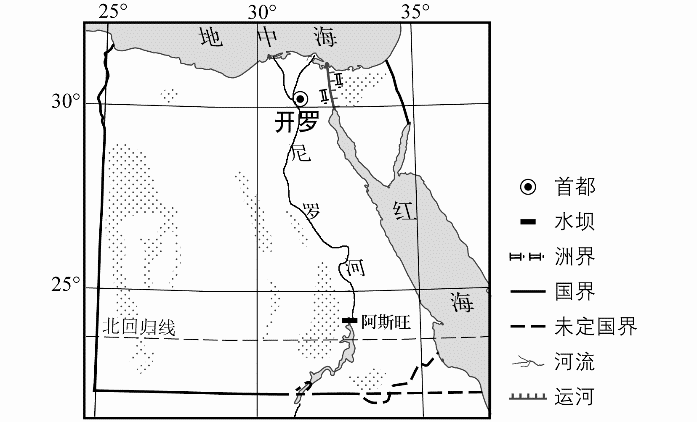 25°
30°
35°
地中海
30°
开罗
尼罗河
红海
25°
阿斯旺
北回归线
首都
水坝
洲界
国界
未定国界
河流
运河